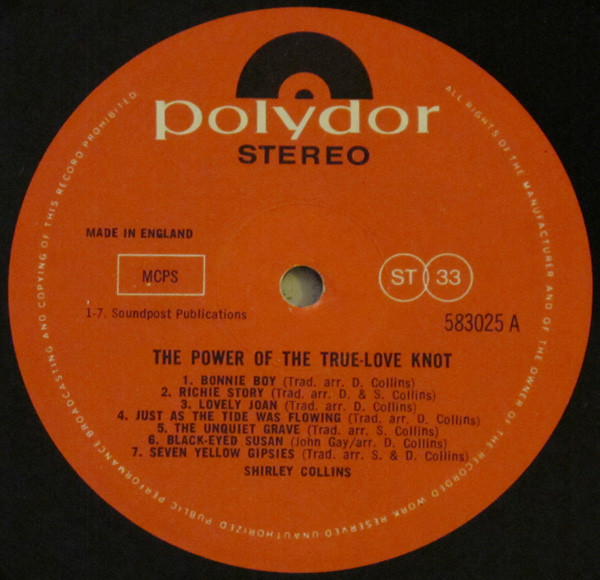 polydor
STEREO
MADE IN ENGLAND
MCPS
ST 33
1-7. Soundpost Publications
583025 A
THE POWER OF THE TRUE-LOVE KNOT
1. BONNIE BOY (Trad. arr. D. Collins)
2. RICHIE STORY (Trad. arr. D. & S. Collins)
3. LOVELY JOAN (Trad. arr. D. Collins)
4. JUST AS THE TIDE WAS FLOWING (Trad. arr. D. Collins)
5. THE UNQUIET GRAVE (Trad. arr. D. Collins)
6. BLACK-EYED SUSAN (John Gay/arr. D. Collins)
7. SEVEN YELLOW GIPSIES (Trad. arr. S. & D. Collins)
SHIRLEY COLLINS
ALL RIGHTS OF THE MANUFACTURER AND OF THE OWNER OF THE RECORDED WORK RESERVED UNAUTHORIZED PUBLIC PERFORMANCE BROADCASTING AND COPYING OF THIS RECORD PROHIBITED